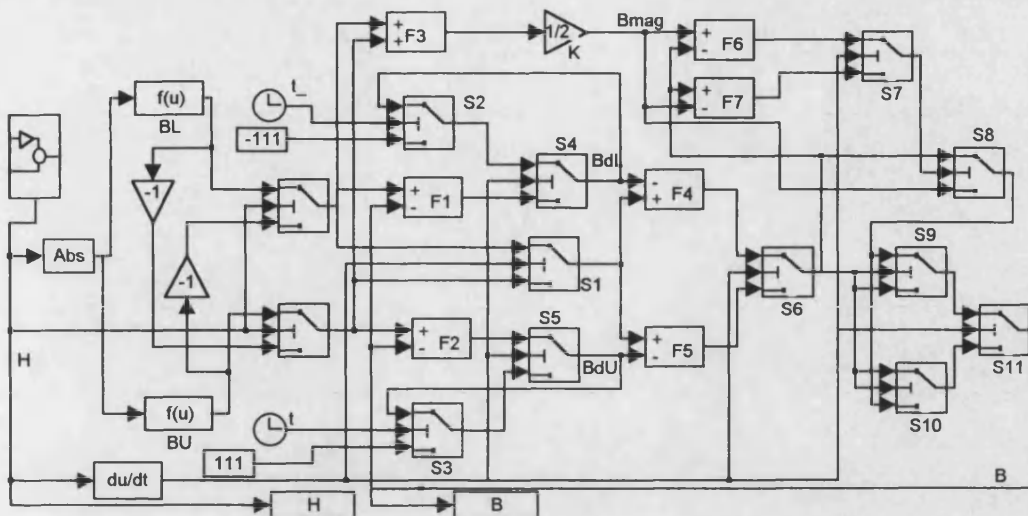 F3
1/2
K
Bmag
F6
F7
S7
f(u)
BL
t_
-111
S2
S4
Bdl
S8
-1
F1
F4
Abs
-1
S1
S6
S9
H
F2
S5
BdU
F5
S11
f(u)
BU
t
111
S3
S10
du/dt
B
H
B